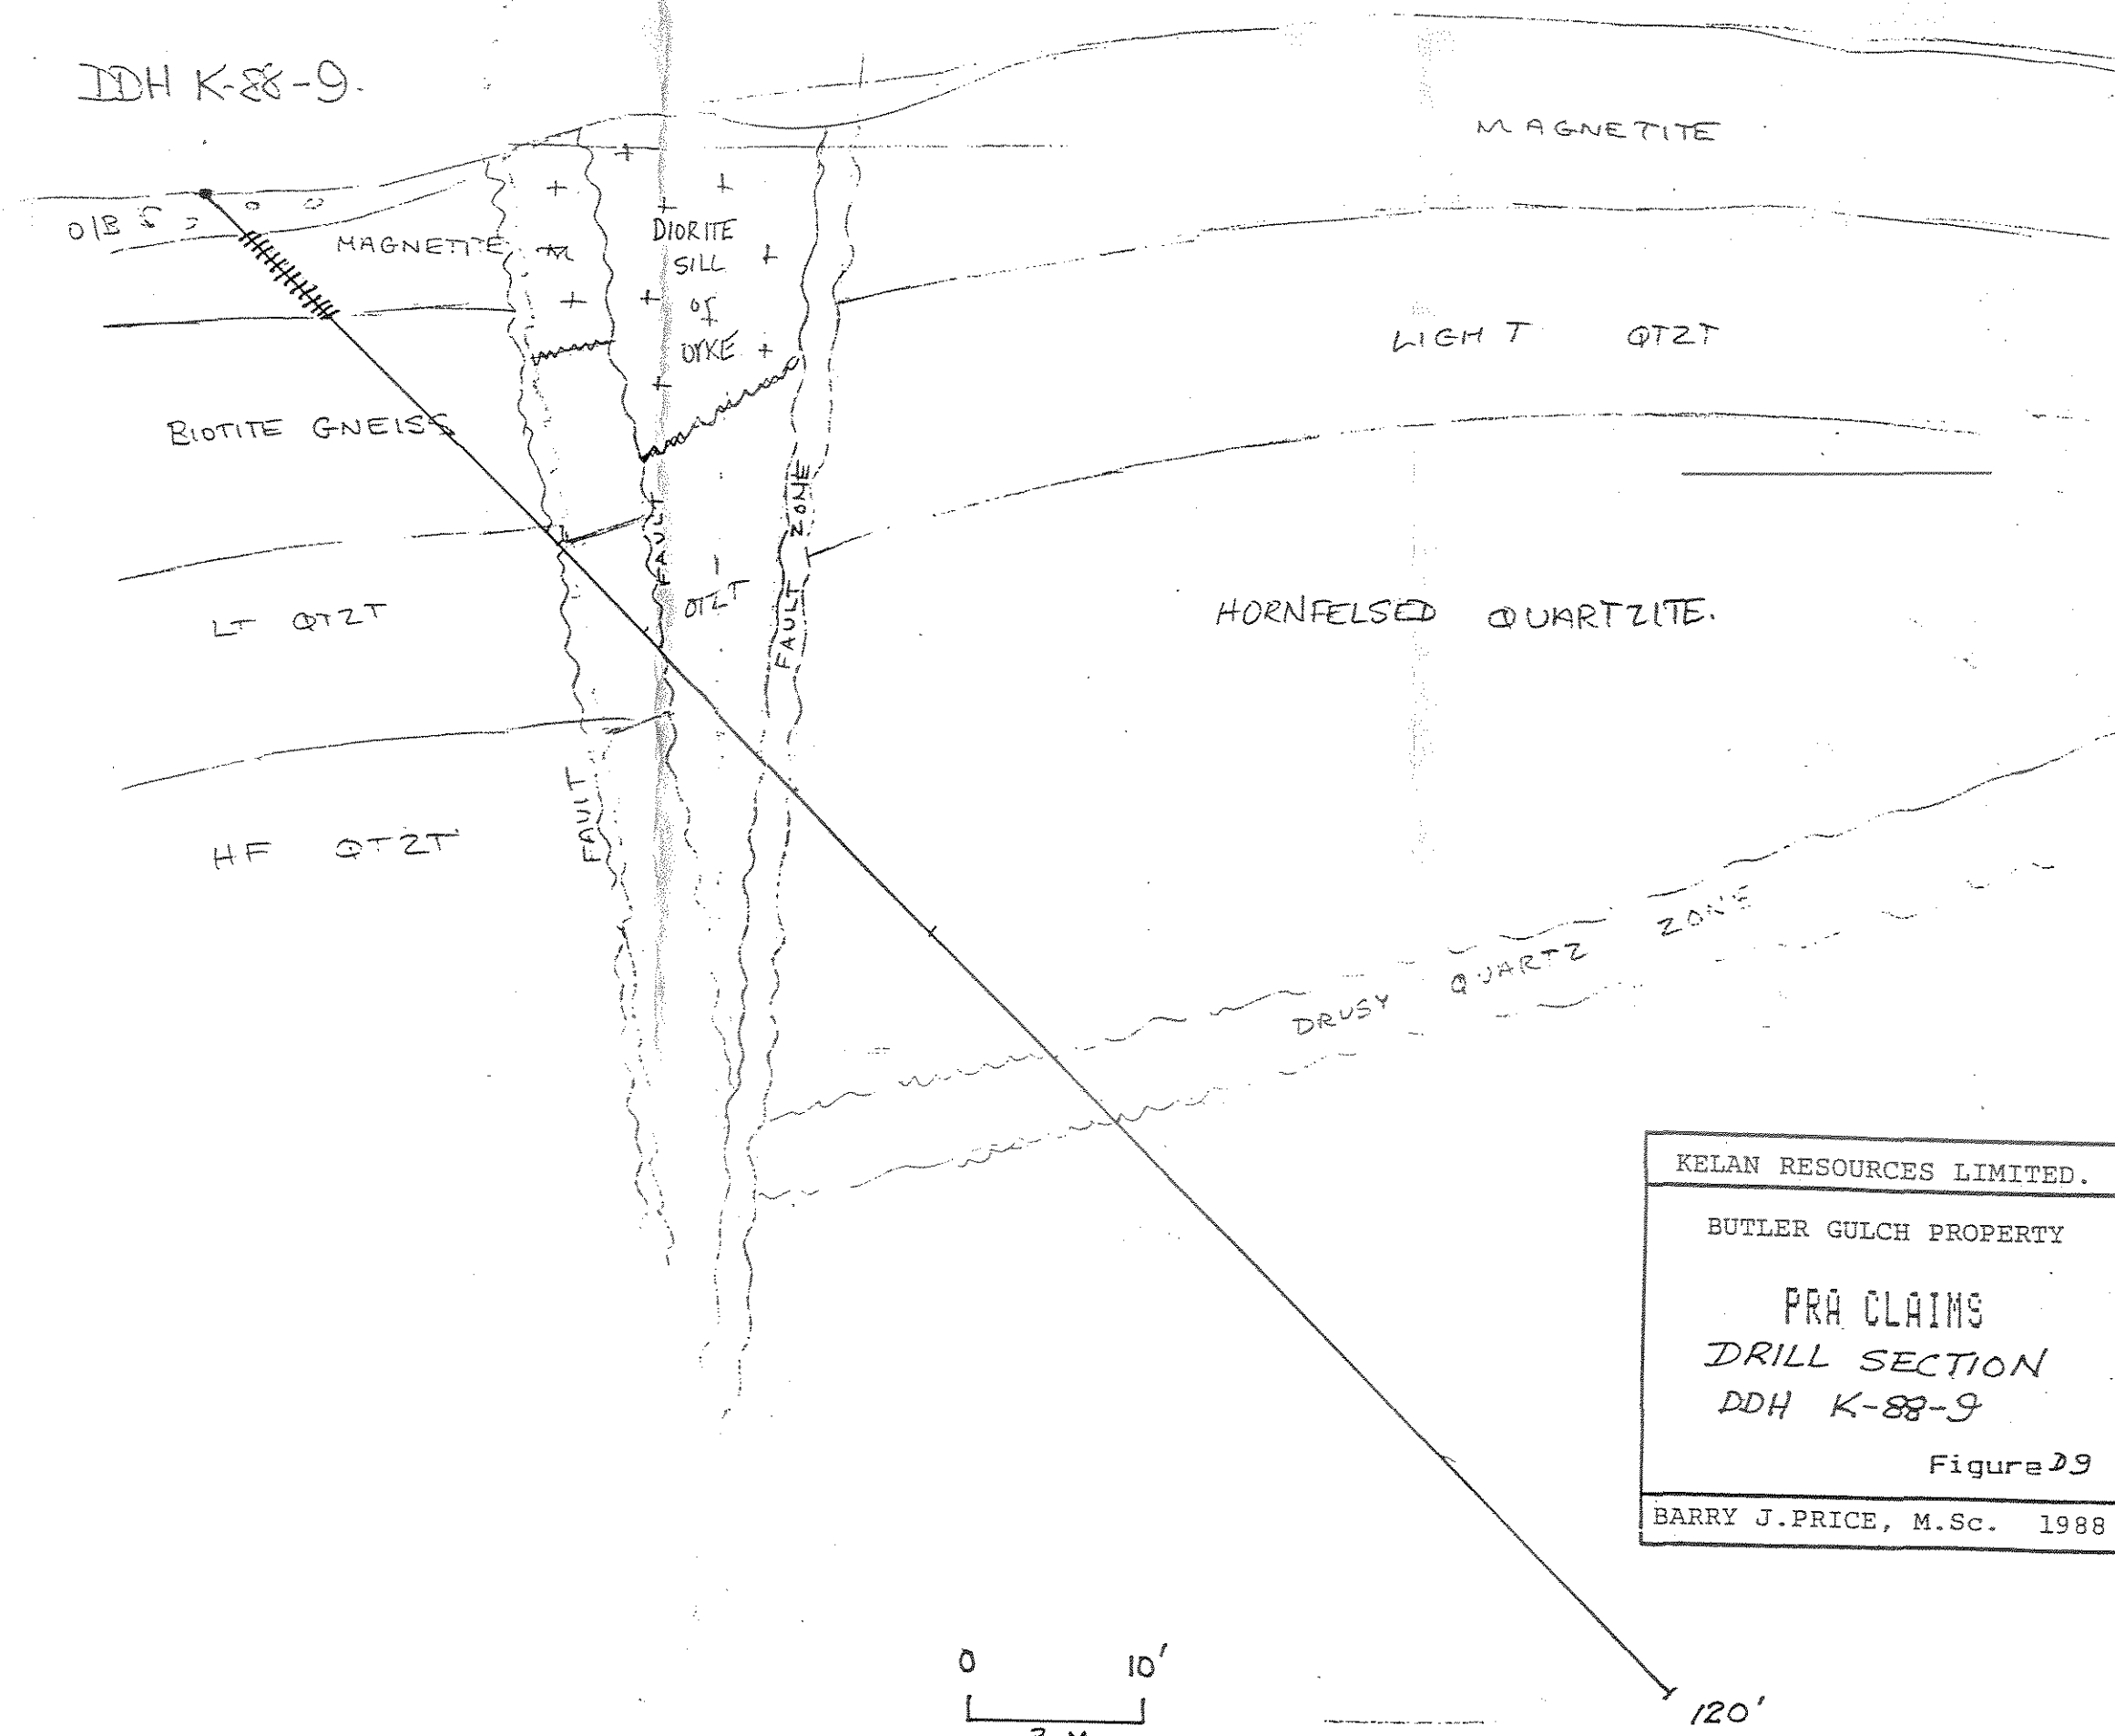 DDH K-88-9.
MAGNETITE
O/B
MAGNETITE
DIORITE
SILL
or
DYKE
LIGHT QTZT
BIOTITE GNEISS
FAULT
FAULT ZONE
QTZT
LT QTZT
HORNFELSED QUARTZITE.
FAULT
HF QTZT
DRUSY QUARTZ ZONE
KELAN RESOURCES LIMITED.
BUTLER GULCH PROPERTY
PRA CLAIMS
DRILL SECTION
DDH K-88-9
Figure D9
BARRY J.PRICE, M.Sc. 1988
0 10'
120'